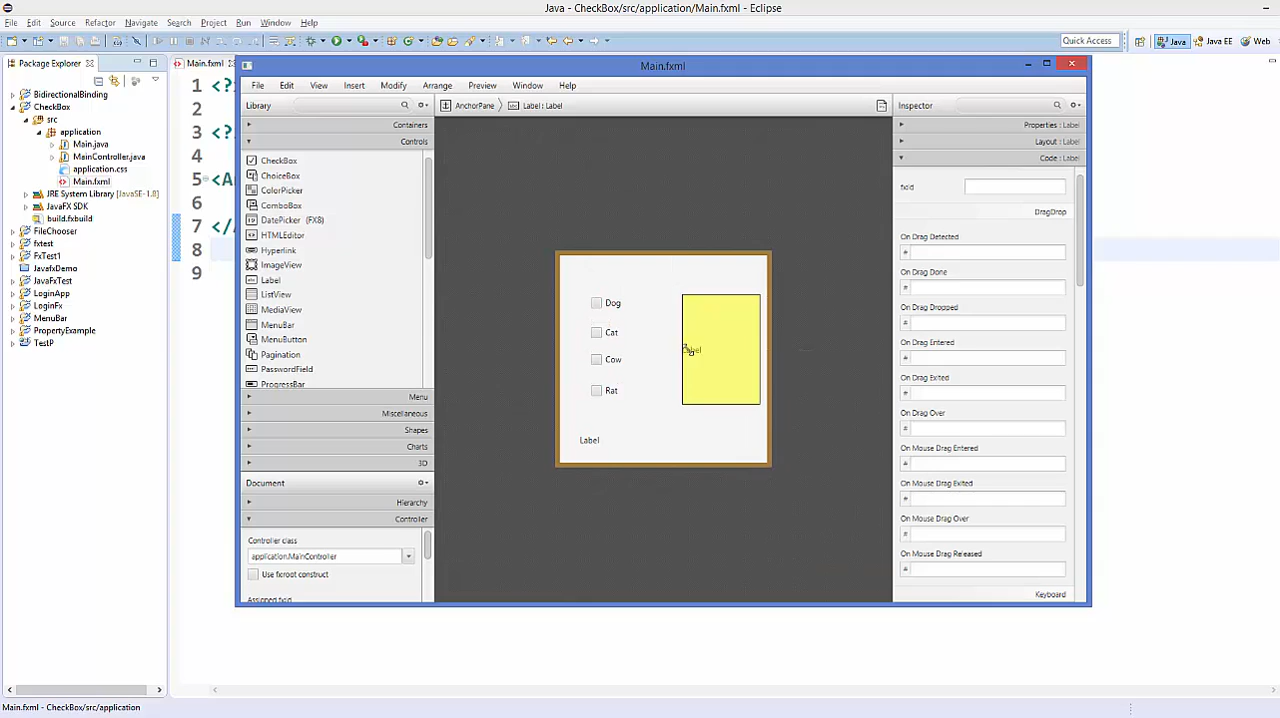 Java - CheckBox/src/application/Main.fxml - Eclipse
File Edit Source Refactor Navigate Search Project Run Window Help
Quick Access
Java
Java EE
Web
Package Explorer
BidirectionalBinding
CheckBox
src
application
Main.java
MainController.java
application.css
Main.fxml
JRE System Library [JavaSE-1.8]
JavaFX SDK
build.fxbuild
FileChooser
fxtest
FxTest1
JavafxDemo
JavafxTest
LoginApp
LoginFx
MenuBar
PropertyExample
TestP
Main.fxml
1 <?
2
3 <?
4
5 <A
6
7 </
8
9
Main.fxml
File Edit View Insert Modify Arrange Preview Window Help
Library
Containers
Controls
CheckBox
ChoiceBox
ColorPicker
ComboBox
DatePicker (FX8)
HTMLEditor
Hyperlink
ImageView
Label
ListView
MediaView
MenuBar
MenuButton
Pagination
PasswordField
ProgressBar
Menu
Miscellaneous
Shapes
Charts
3D
Document
Hierarchy
Controller
Controller class
application.MainController
Use fx:root construct
Assigned fx:id
AnchorPane
Label : Label
Dog
Cat
Cow
Rat
Label
Inspector
Properties : Label
Layout : Label
Code : Label
fx:id
DragDrop
On Drag Detected
#
On Drag Done
#
On Drag Dropped
#
On Drag Entered
#
On Drag Exited
#
On Drag Over
#
On Mouse Drag Entered
#
On Mouse Drag Exited
#
On Mouse Drag Over
#
On Mouse Drag Released
#
Keyboard
Main.fxml - CheckBox/src/application